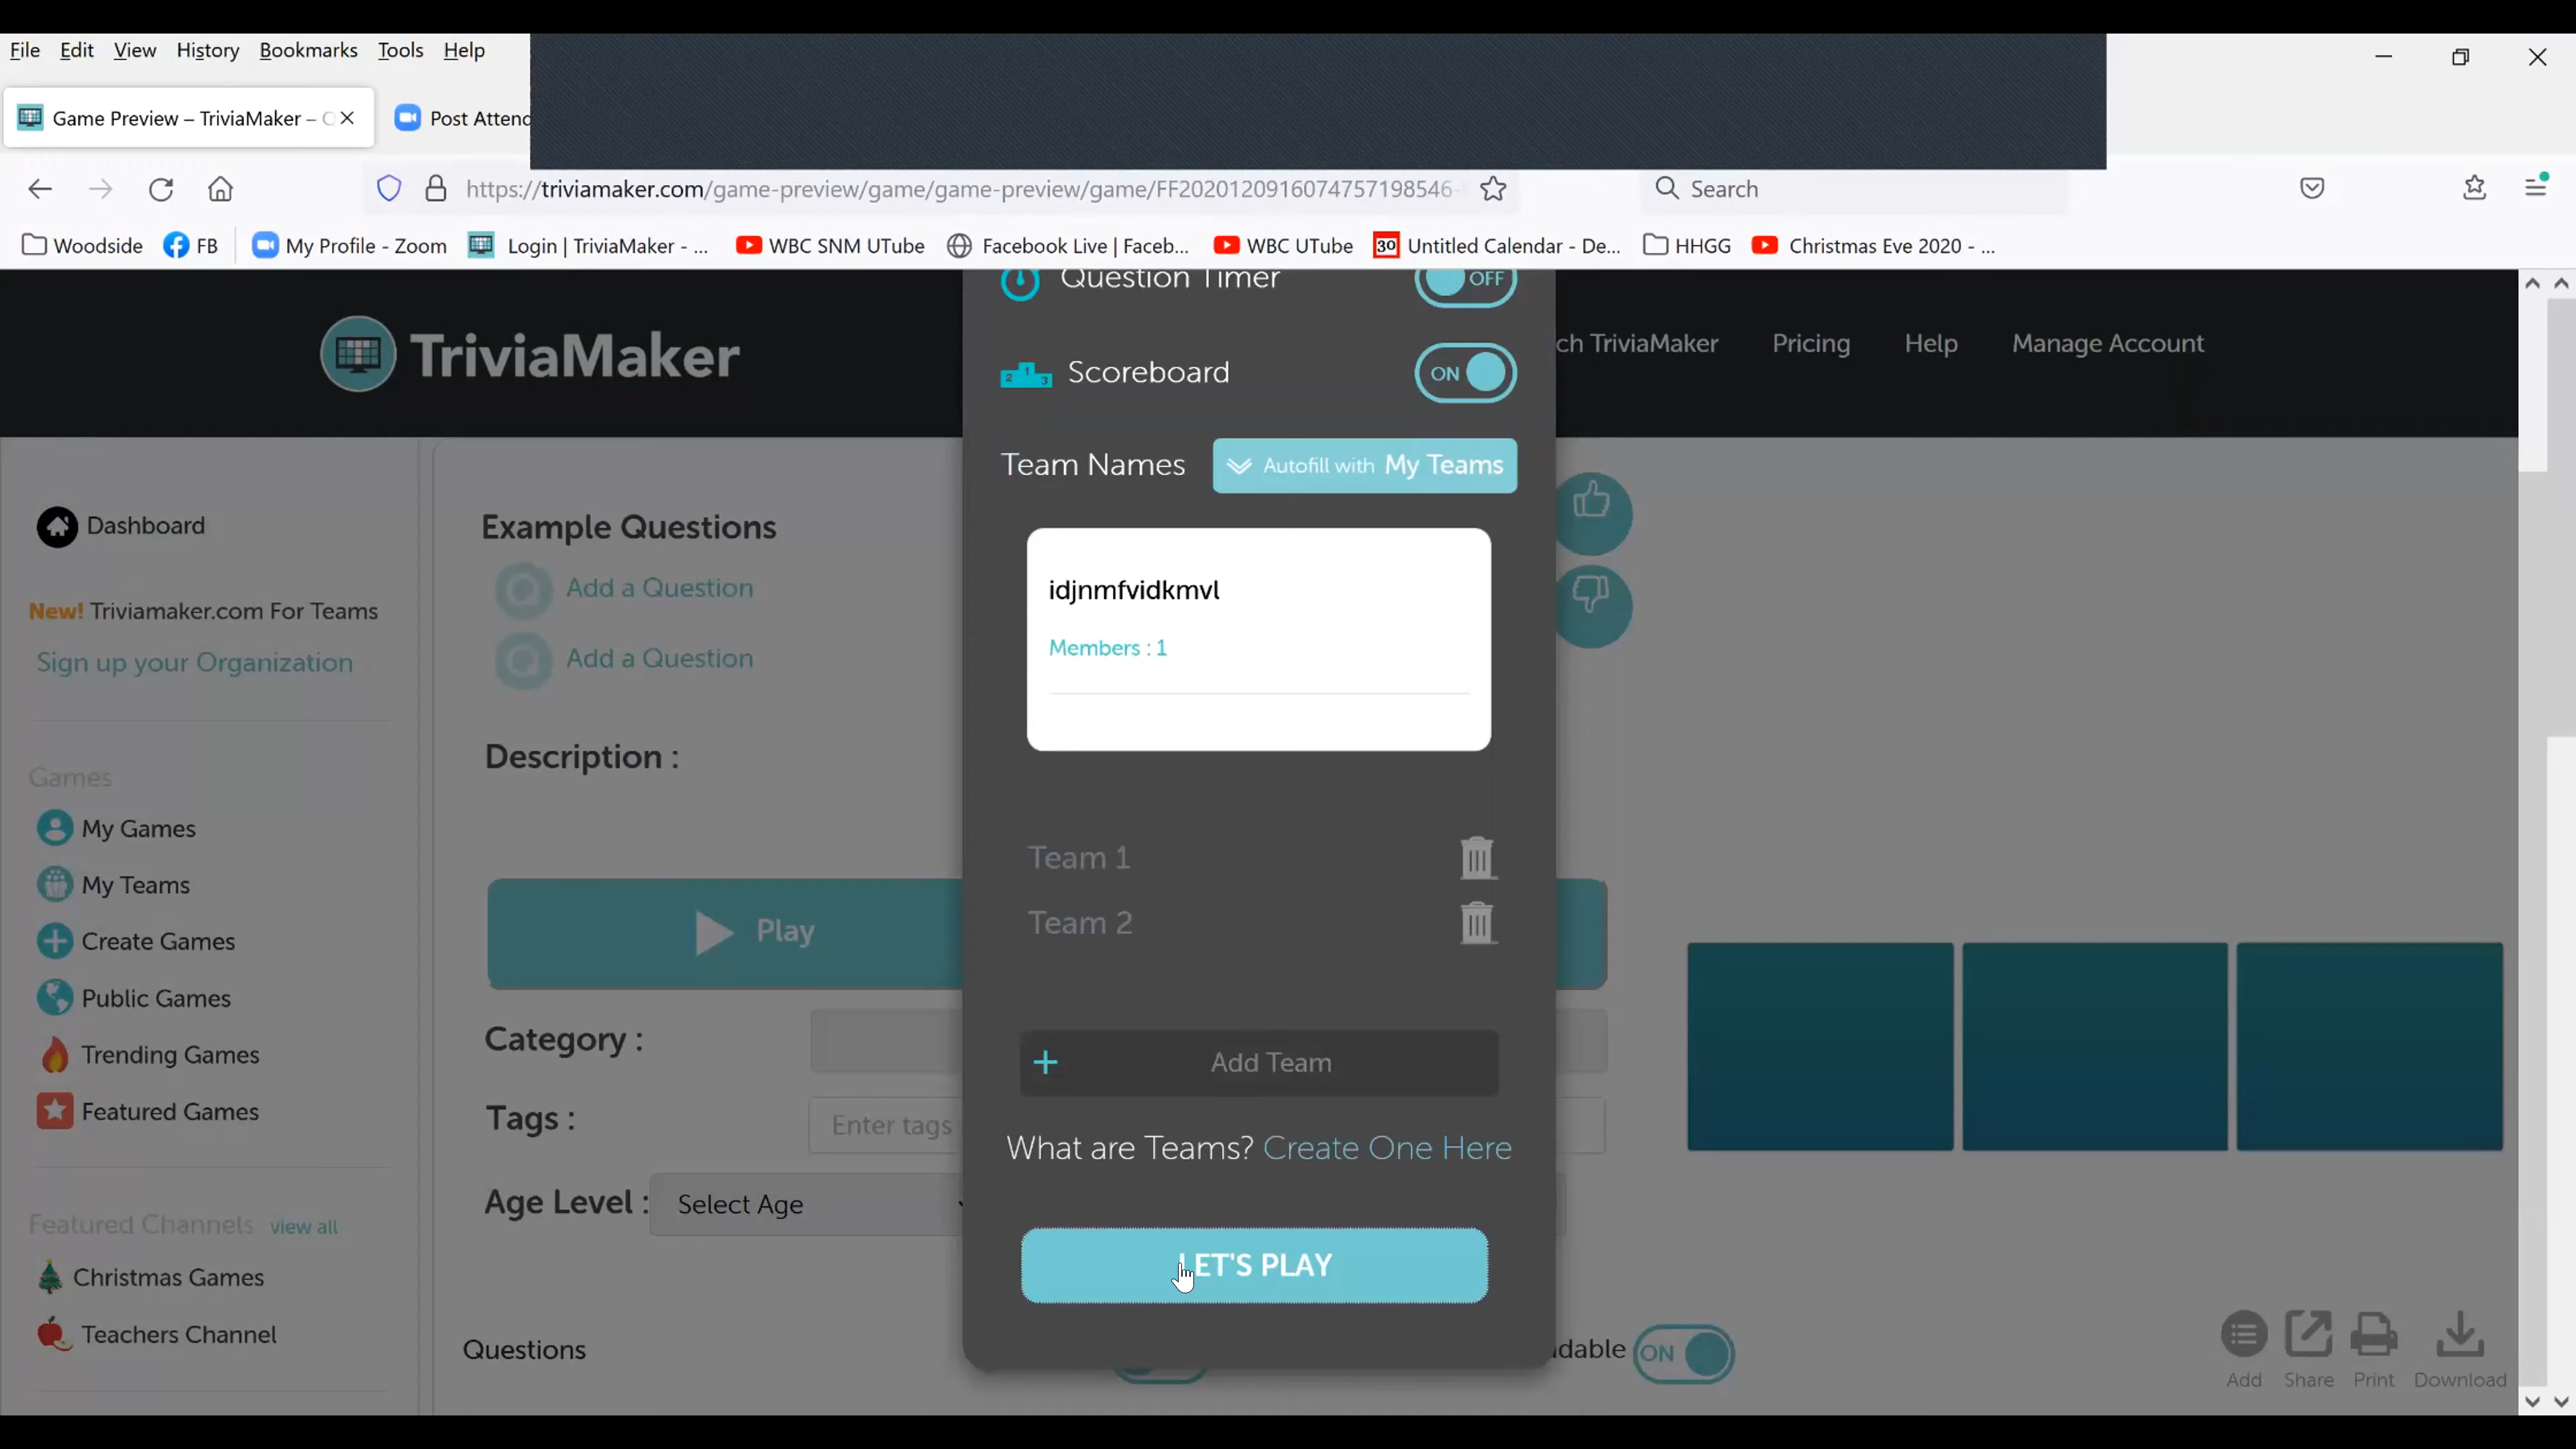 File Edit View History Bookmarks Tools Help
Game Preview – TriviaMaker –
Post Attend
https://triviamaker.com/game-preview/game/game-preview/game/FF2020120916074757198546-
Search
Woodside FB My Profile - Zoom Login | TriviaMaker - ... WBC SNM UTube Facebook Live | Faceb... WBC UTube 30 Untitled Calendar - De... HHGG Christmas Eve 2020 - ...
Question Timer OFF
TriviaMaker
ch TriviaMaker Pricing Help Manage Account
2 1 3 Scoreboard ON
Team Names Autofill with My Teams
Dashboard
New! Triviamaker.com For Teams
Sign up your Organization
Games
My Games
My Teams
Create Games
Public Games
Trending Games
Featured Games
Featured Channels view all
Christmas Games
Teachers Channel
Example Questions
Q Add a Question
Q Add a Question
Description :
Play
Category :
Tags :
Enter tags
Age Level :
Select Age
Questions
idjnmfvidkmvl
Members : 1
Team 1
Team 2
+ Add Team
What are Teams? Create One Here
LET'S PLAY
dable ON
Add Share Print Download